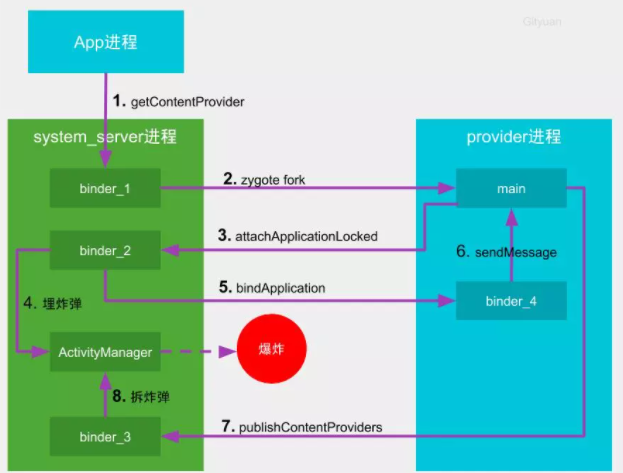 Gityuan
App进程
1. getContentProvider
system_server进程
provider进程
binder_1
2. zygote fork
main
3. attachApplicationLocked
binder_2
6. sendMessage
5. bindApplication
4. 埋炸弹
binder_4
ActivityManager
爆炸
8. 拆炸弹
7. publishContentProviders
binder_3